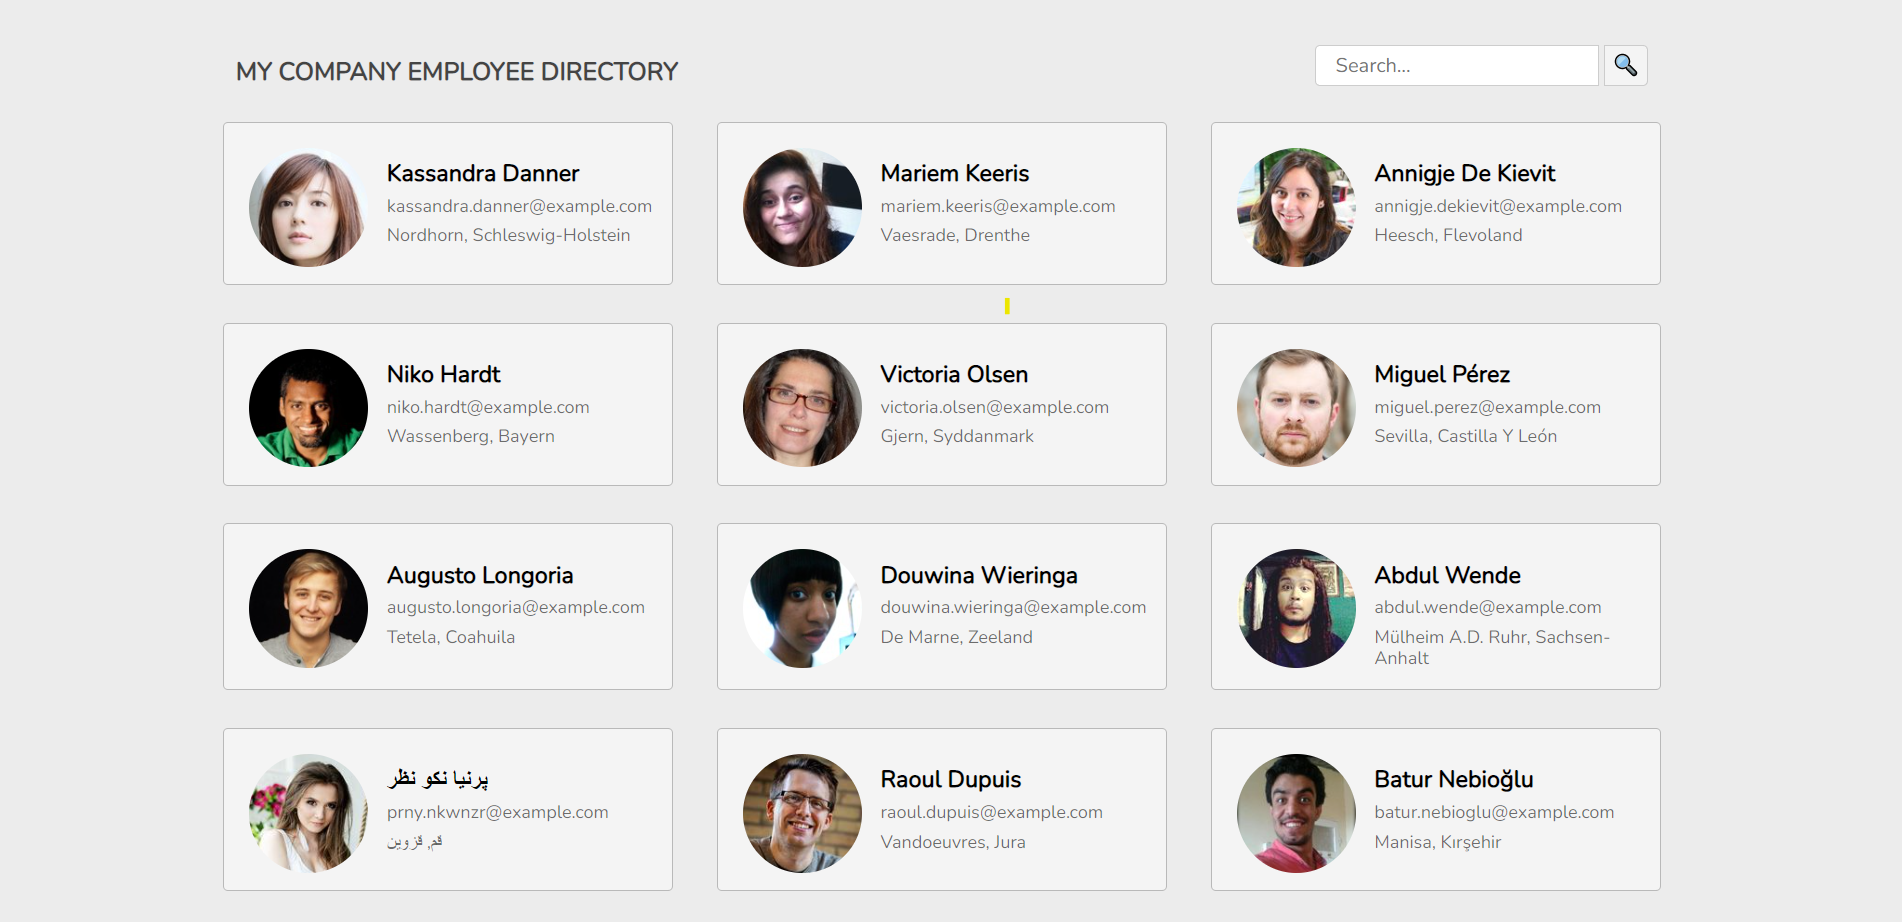 MY COMPANY EMPLOYEE DIRECTORY
Search...
Kassandra Danner
kassandra.danner@example.com
Nordhorn, Schleswig-Holstein
Mariem Keeris
mariem.keeris@example.com
Vaesrade, Drenthe
Annigje De Kievit
annigje.dekievit@example.com
Heesch, Flevoland
Niko Hardt
niko.hardt@example.com
Wassenberg, Bayern
Victoria Olsen
victoria.olsen@example.com
Gjern, Syddanmark
Miguel Pérez
miguel.perez@example.com
Sevilla, Castilla Y León
Augusto Longoria
augusto.longoria@example.com
Tetela, Coahuila
Douwina Wieringa
douwina.wieringa@example.com
De Marne, Zeeland
Abdul Wende
abdul.wende@example.com
Mülheim A.D. Ruhr, Sachsen-
Anhalt
پرنیا نکو نظر
prny.nkwnzr@example.com
قم, قزوین
Raoul Dupuis
raoul.dupuis@example.com
Vandoeuvres, Jura
Batur Nebioğlu
batur.nebioglu@example.com
Manisa, Kırşehir